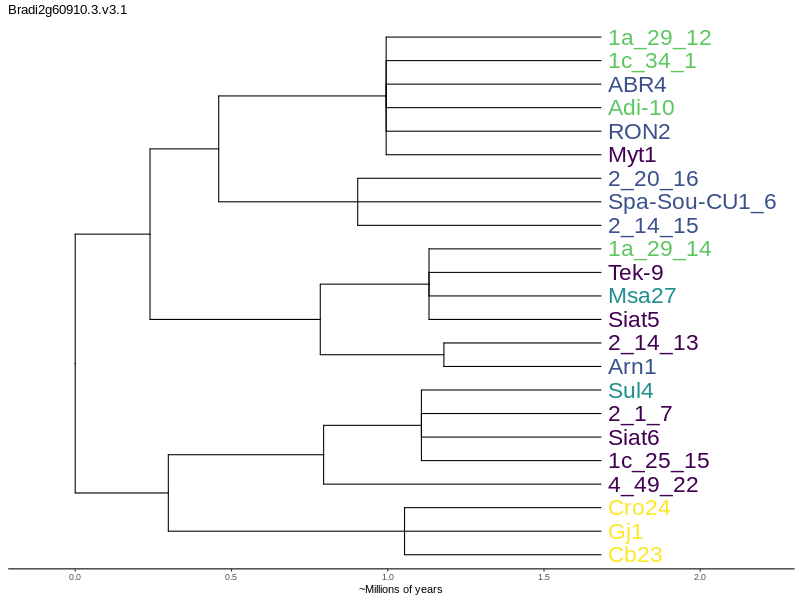 Bradi2g60910.3.v3.1
1a_29_12
1c_34_1
ABR4
Adi-10
RON2
Myt1
2_20_16
Spa-Sou-CU1_6
2_14_15
1a_29_14
Tek-9
Msa27
Siat5
2_14_13
Arn1
Sul4
2_1_7
Siat6
1c_25_15
4_49_22
Cro24
Gj1
Cb23
0.0 0.5 1.0 1.5 2.0
~Millions of years